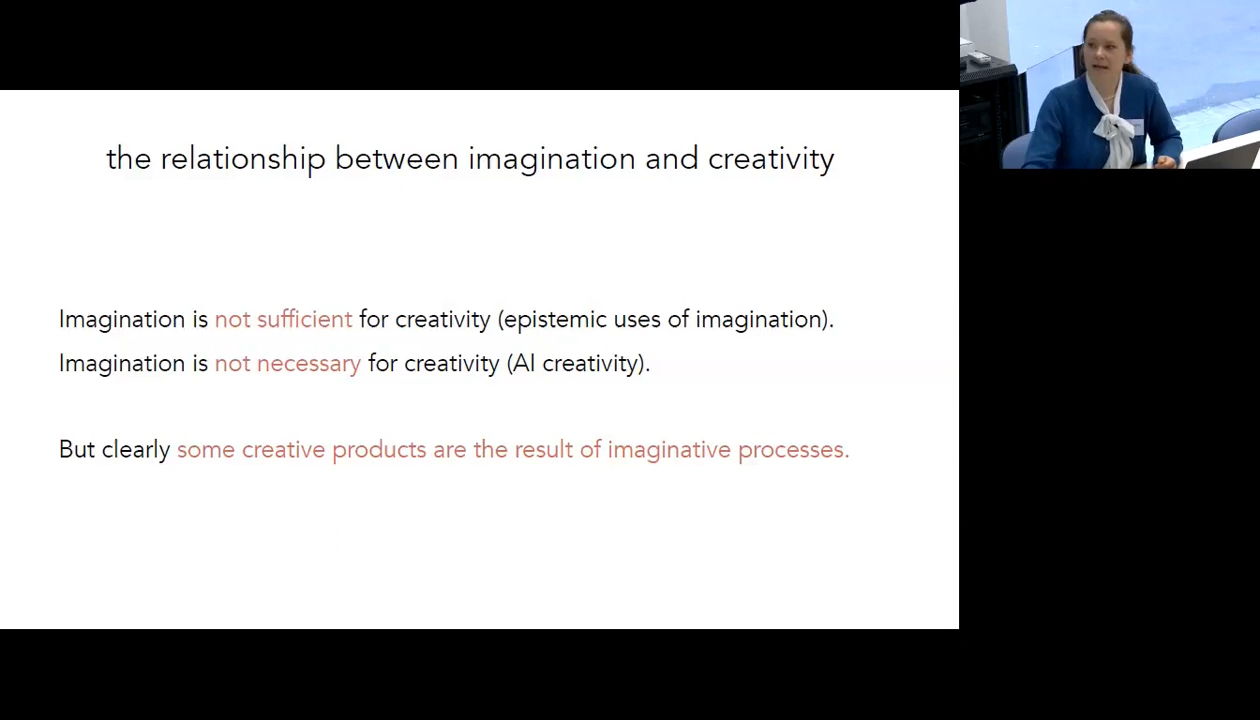 the relationship between imagination and creativity
Imagination is not sufficient for creativity (epistemic uses of imagination).
Imagination is not necessary for creativity (AI creativity).
But clearly some creative products are the result of imaginative processes.